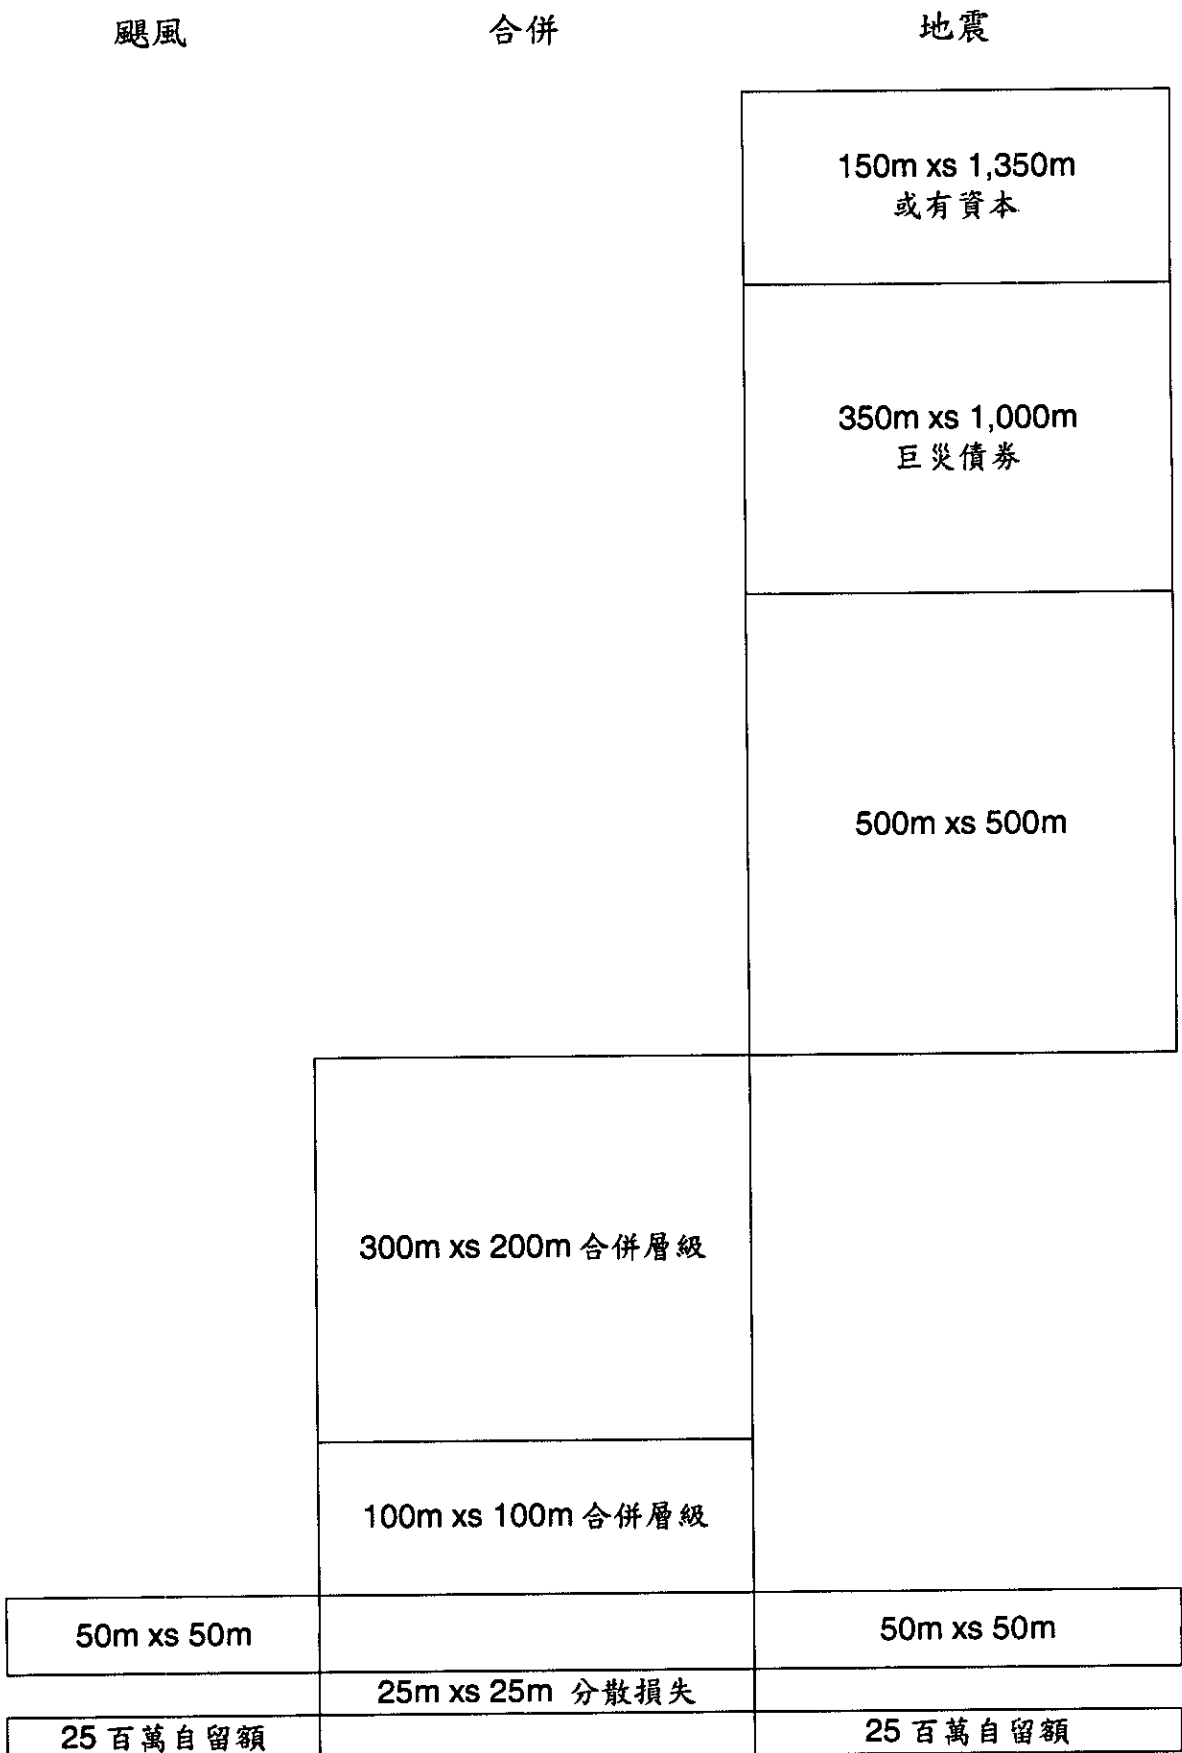 颶風 合併 地震
150m xs 1,350m
或有資本
350m xs 1,000m
巨災債券
500m xs 500m
300m xs 200m 合併層級
100m xs 100m 合併層級
50m xs 50m 50m xs 50m
25m xs 25m 分散損失
25 百萬自留額 25 百萬自留額